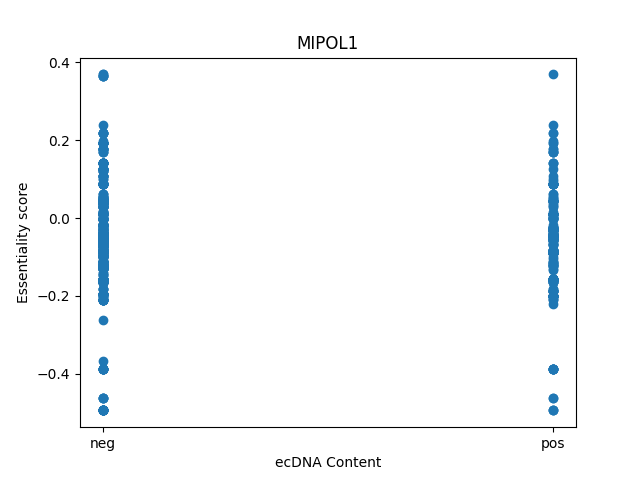 MIPOL1
Essentiality score
0.4
0.2
0.0
−0.2
−0.4
neg
pos
ecDNA Content